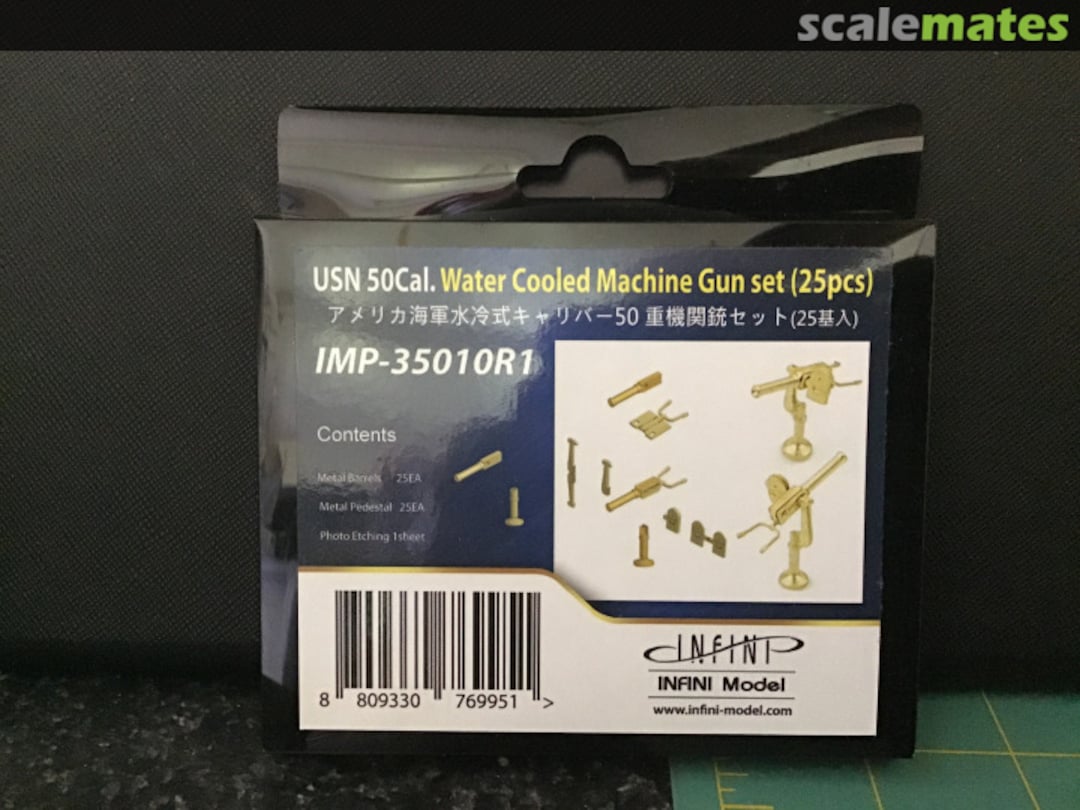 scalemates
USN 50Cal. Water Cooled Machine Gun set (25pcs)
アメリカ海軍水冷式キャリバー50 重機関銃セット(25基入)
IMP-35010R1
Contents
Metal Barrels 25EA
Metal Pedestal 25EA
Photo Etching 1sheet
8 809330 769951 >
INFINI
INFINI Model
www.infini-model.com